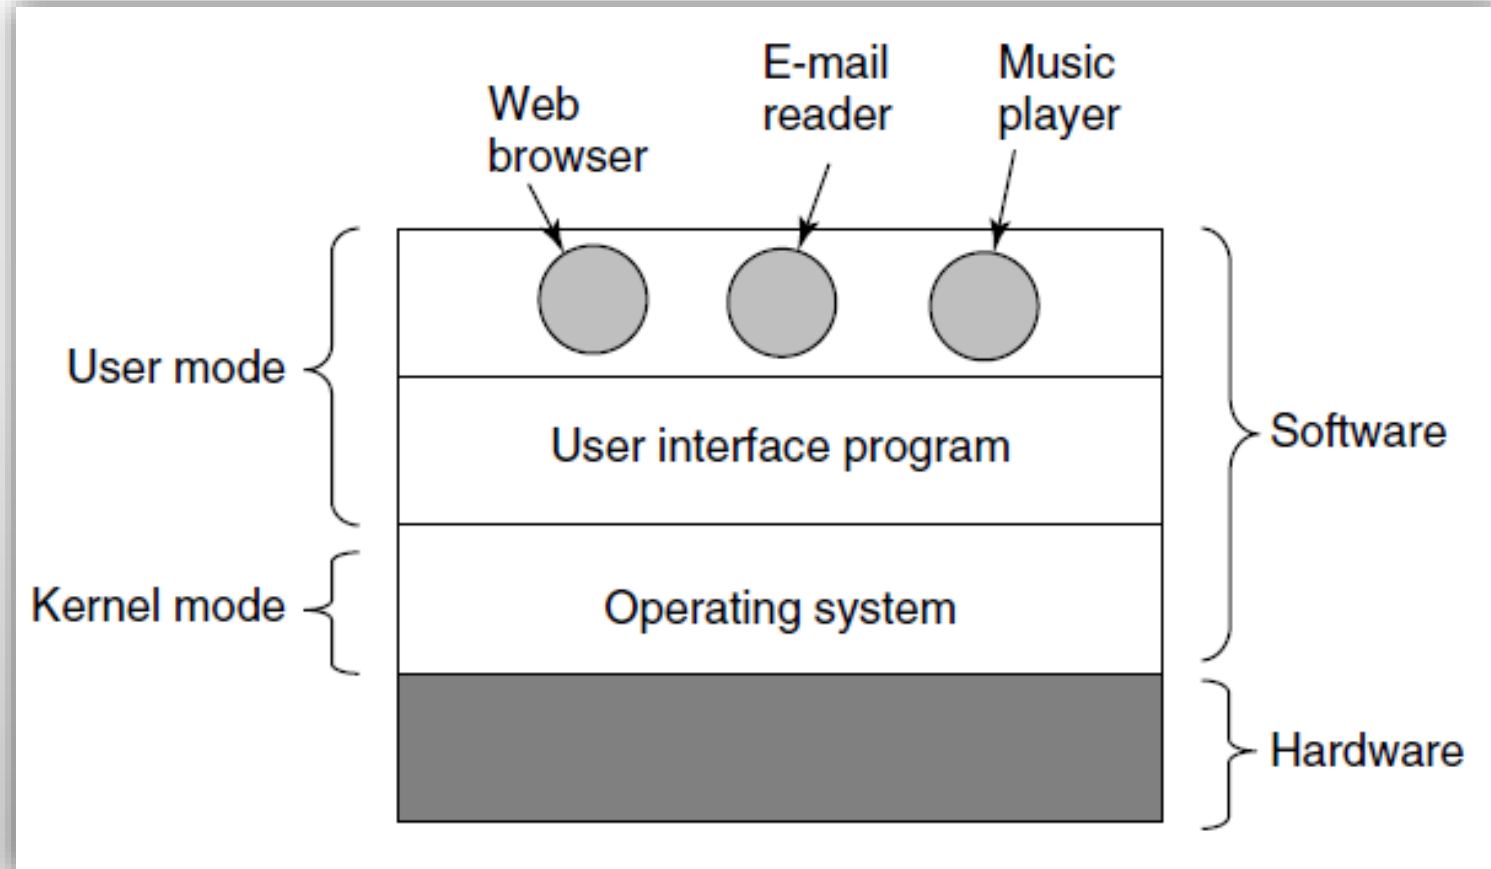 Web
browser
E-mail
reader
Music
player
User mode
User interface program
Software
Kernel mode
Operating system
Hardware